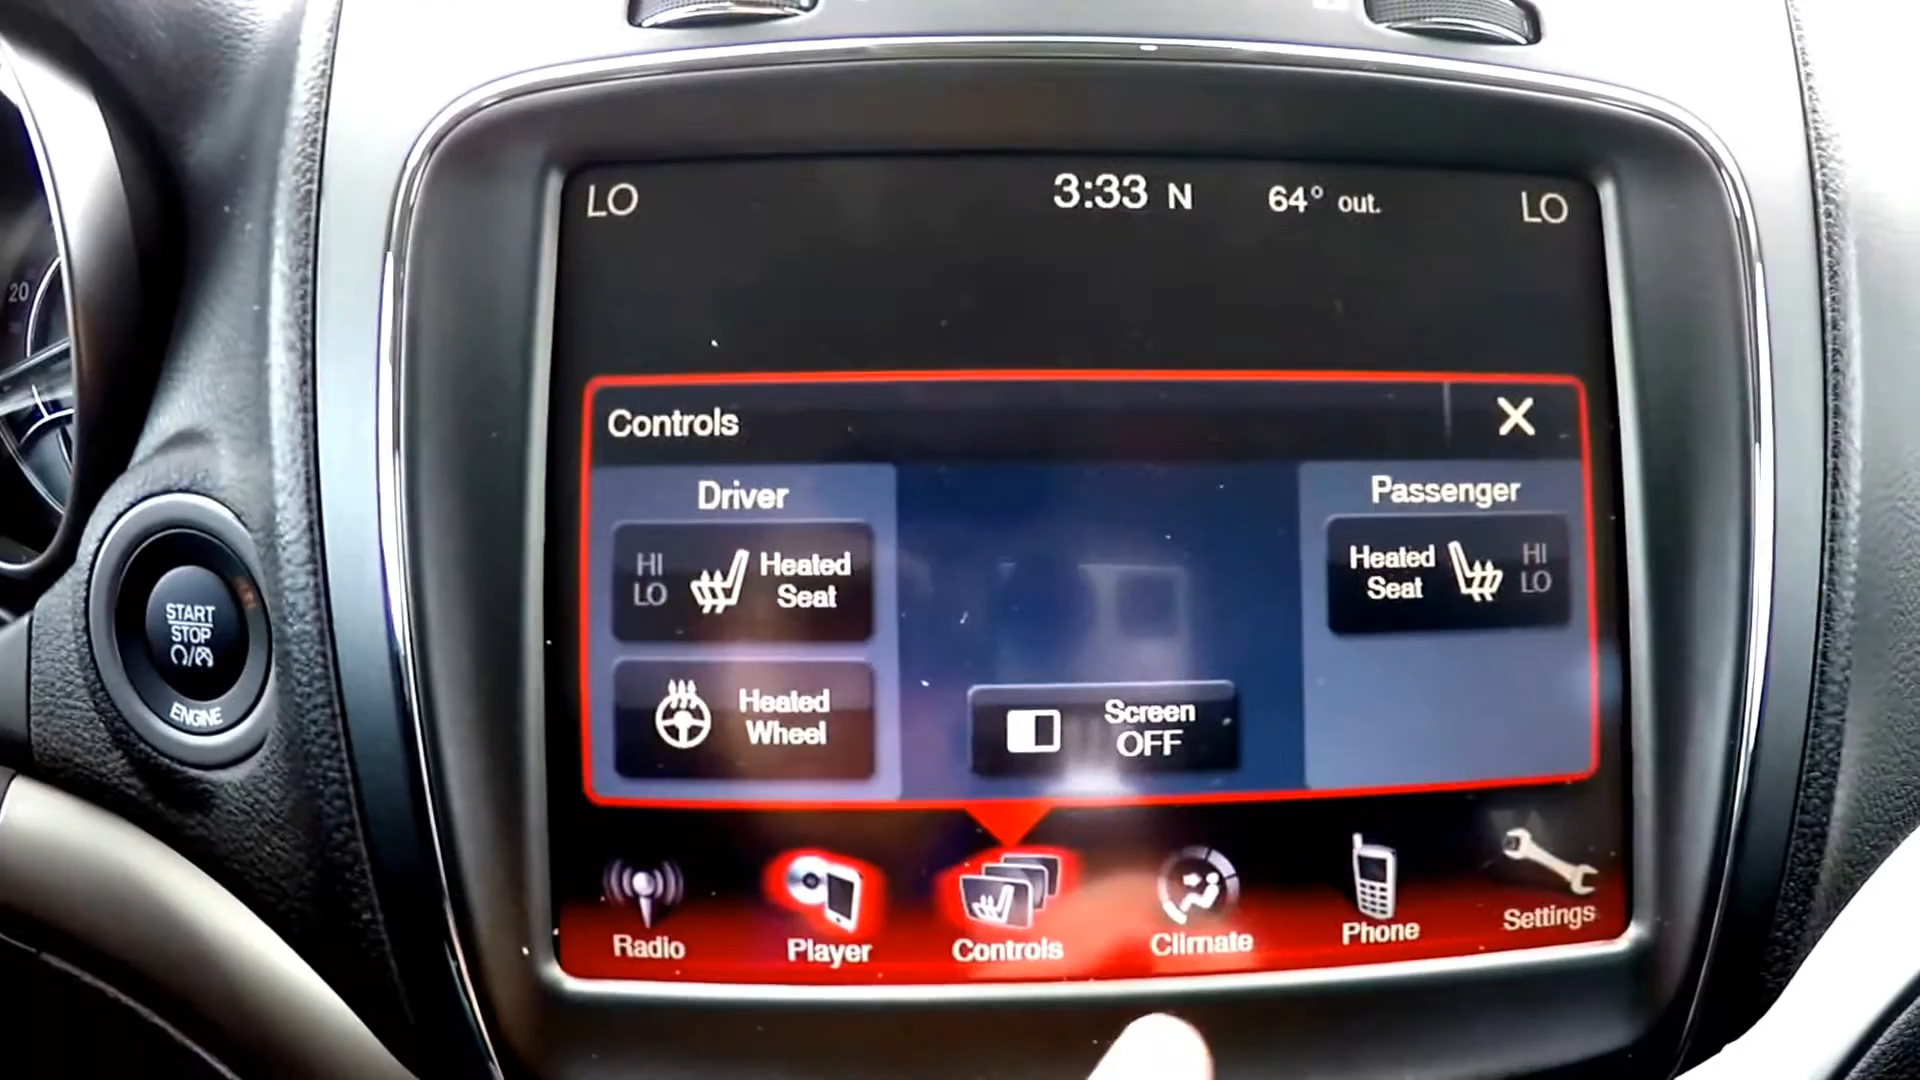 LO
3:33 N
64° out.
LO
Controls
X
Driver
Passenger
HI
LO
Heated
Seat
Heated
Seat
HI
LO
Heated
Wheel
Screen
OFF
Radio
Player
Controls
Climate
Phone
Settings
START
STOP
ENGINE
20